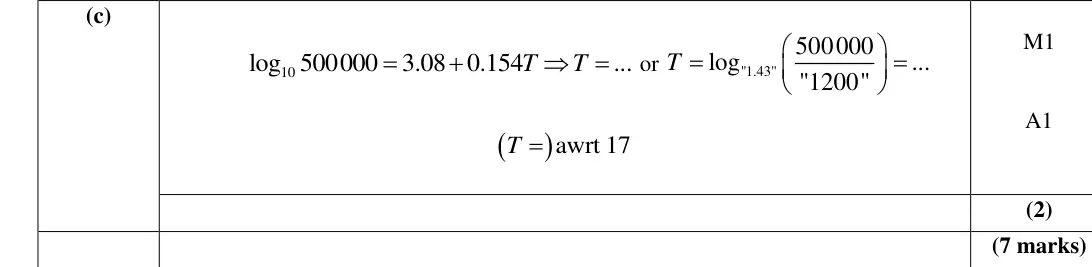 (c)
log₁₀ 500000 = 3.08 + 0.154T ⇒ T = ... or T = log"1.43" (500000 / "1200") = ...
M1
(T =) awrt 17
A1
(2)
(7 marks)